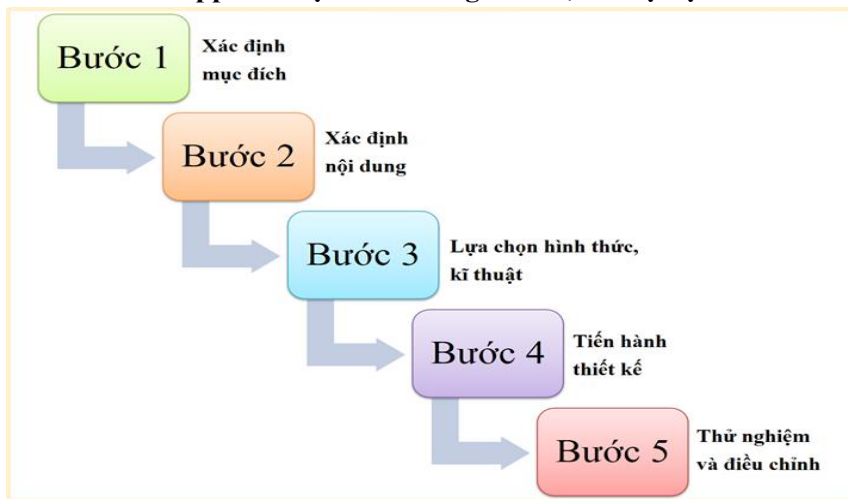 Bước 1
Xác định
mục đích
Bước 2
Xác định
nội dung
Bước 3
Lựa chọn hình thức,
kĩ thuật
Bước 4
Tiến hành
thiết kế
Bước 5
Thử nghiệm
và điều chỉnh